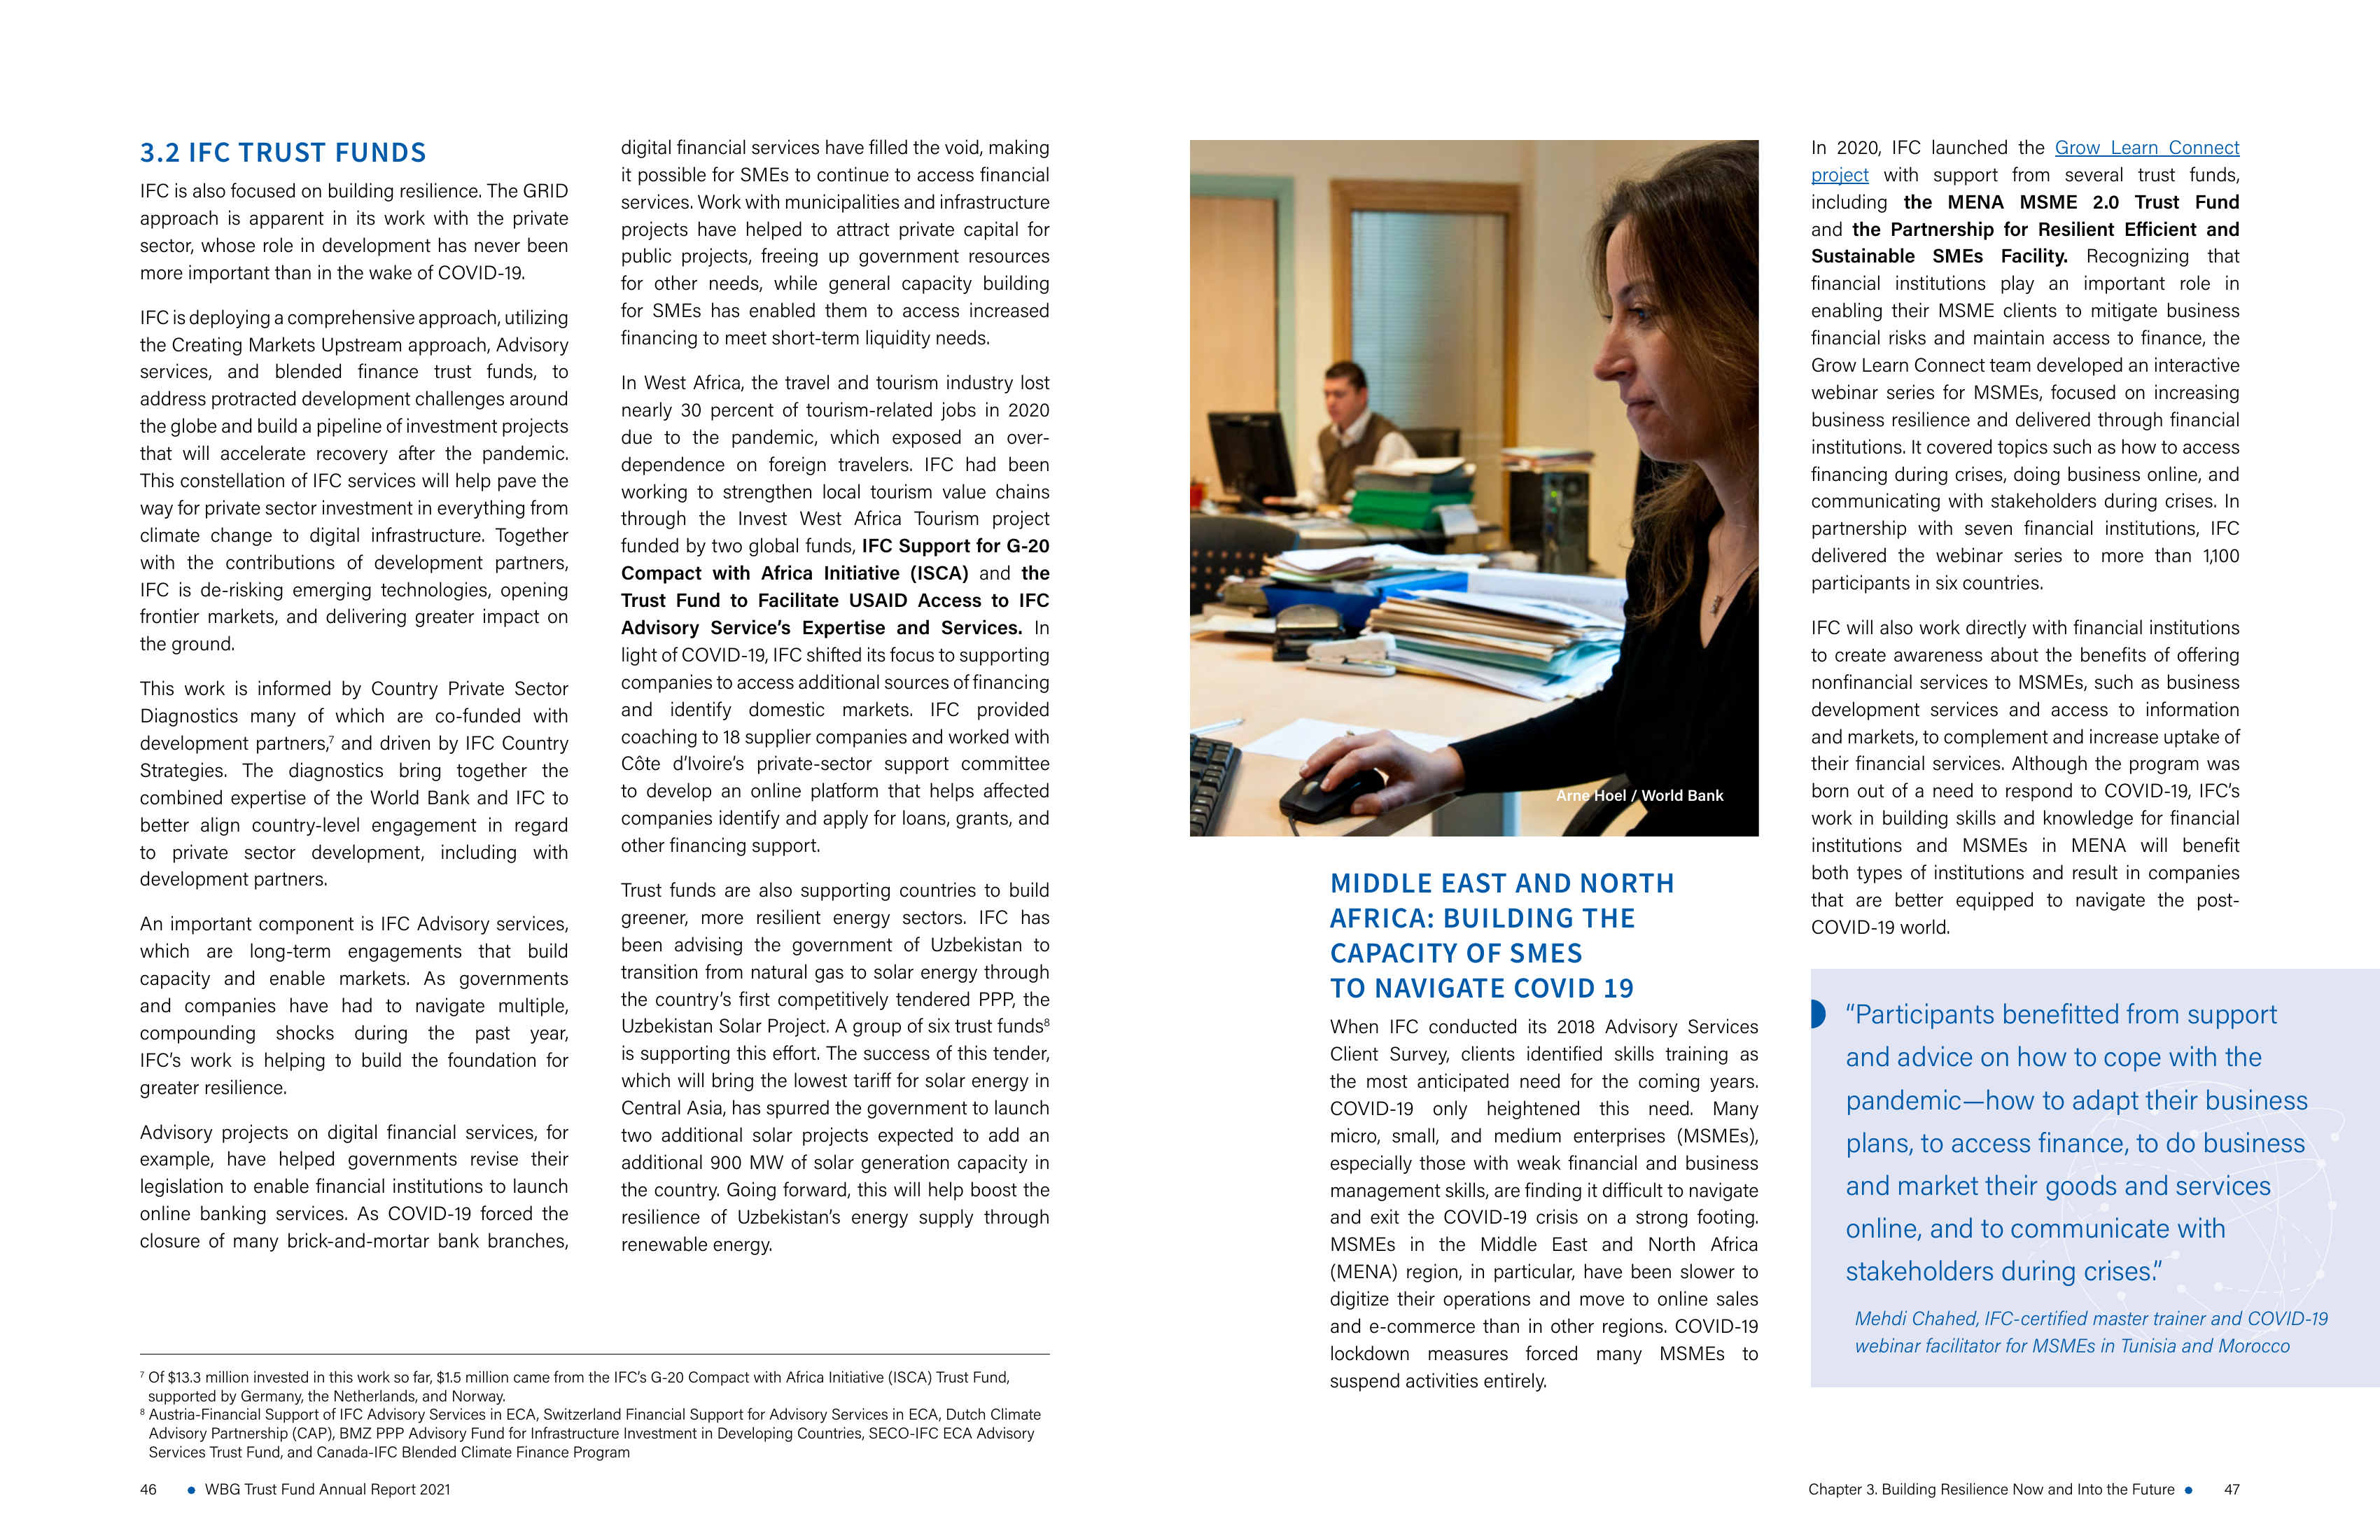 3.2 IFC TRUST FUNDS
IFC is also focused on building resilience. The GRID
approach is apparent in its work with the private
sector, whose role in development has never been
more important than in the wake of COVID-19.
IFC is deploying a comprehensive approach, utilizing
the Creating Markets Upstream approach, Advisory
services, and blended finance trust funds, to
address protracted development challenges around
the globe and build a pipeline of investment projects
that will accelerate recovery after the pandemic.
This constellation of IFC services will help pave the
way for private sector investment in everything from
climate change to digital infrastructure. Together
with the contributions of development partners,
IFC is de-risking emerging technologies, opening
frontier markets, and delivering greater impact on
the ground.
This work is informed by Country Private Sector
Diagnostics many of which are co-funded with
development partners,⁷ and driven by IFC Country
Strategies. The diagnostics bring together the
combined expertise of the World Bank and IFC to
better align country-level engagement in regard
to private sector development, including with
development partners.
An important component is IFC Advisory services,
which are long-term engagements that build
capacity and enable markets. As governments
and companies have had to navigate multiple,
compounding shocks during the past year,
IFC's work is helping to build the foundation for
greater resilience.
Advisory projects on digital financial services, for
example, have helped governments revise their
legislation to enable financial institutions to launch
online banking services. As COVID-19 forced the
closure of many brick-and-mortar bank branches,
digital financial services have filled the void, making
it possible for SMEs to continue to access financial
services. Work with municipalities and infrastructure
projects have helped to attract private capital for
public projects, freeing up government resources
for other needs, while general capacity building
for SMEs has enabled them to access increased
financing to meet short-term liquidity needs.
In West Africa, the travel and tourism industry lost
nearly 30 percent of tourism-related jobs in 2020
due to the pandemic, which exposed an over-
dependence on foreign travelers. IFC had been
working to strengthen local tourism value chains
through the Invest West Africa Tourism project
funded by two global funds, IFC Support for G-20
Compact with Africa Initiative (ISCA) and the
Trust Fund to Facilitate USAID Access to IFC
Advisory Service's Expertise and Services. In
light of COVID-19, IFC shifted its focus to supporting
companies to access additional sources of financing
and identify domestic markets. IFC provided
coaching to 18 supplier companies and worked with
Côte d'Ivoire's private-sector support committee
to develop an online platform that helps affected
companies identify and apply for loans, grants, and
other financing support.
Trust funds are also supporting countries to build
greener, more resilient energy sectors. IFC has
been advising the government of Uzbekistan to
transition from natural gas to solar energy through
the country's first competitively tendered PPP, the
Uzbekistan Solar Project. A group of six trust funds⁸
is supporting this effort. The success of this tender,
which will bring the lowest tariff for solar energy in
Central Asia, has spurred the government to launch
two additional solar projects expected to add an
additional 900 MW of solar generation capacity in
the country. Going forward, this will help boost the
resilience of Uzbekistan's energy supply through
renewable energy.
⁷ Of $13.3 million invested in this work so far, $1.5 million came from the IFC's G-20 Compact with Africa Initiative (ISCA) Trust Fund,
supported by Germany, the Netherlands, and Norway.
⁸ Austria-Financial Support of IFC Advisory Services in ECA, Switzerland Financial Support for Advisory Services in ECA, Dutch Climate
Advisory Partnership (CAP), BMZ PPP Advisory Fund for Infrastructure Investment in Developing Countries, SECO-IFC ECA Advisory
Services Trust Fund, and Canada-IFC Blended Climate Finance Program
46 • WBG Trust Fund Annual Report 2021
Arne Hoel / World Bank
MIDDLE EAST AND NORTH
AFRICA: BUILDING THE
CAPACITY OF SMES
TO NAVIGATE COVID 19
When IFC conducted its 2018 Advisory Services
Client Survey, clients identified skills training as
the most anticipated need for the coming years.
COVID-19 only heightened this need. Many
micro, small, and medium enterprises (MSMEs),
especially those with weak financial and business
management skills, are finding it difficult to navigate
and exit the COVID-19 crisis on a strong footing.
MSMEs in the Middle East and North Africa
(MENA) region, in particular, have been slower to
digitize their operations and move to online sales
and e-commerce than in other regions. COVID-19
lockdown measures forced many MSMEs to
suspend activities entirely.
In 2020, IFC launched the Grow Learn Connect
project with support from several trust funds,
including the MENA MSME 2.0 Trust Fund
and the Partnership for Resilient Efficient and
Sustainable SMEs Facility. Recognizing that
financial institutions play an important role in
enabling their MSME clients to mitigate business
financial risks and maintain access to finance, the
Grow Learn Connect team developed an interactive
webinar series for MSMEs, focused on increasing
business resilience and delivered through financial
institutions. It covered topics such as how to access
financing during crises, doing business online, and
communicating with stakeholders during crises. In
partnership with seven financial institutions, IFC
delivered the webinar series to more than 1,100
participants in six countries.
IFC will also work directly with financial institutions
to create awareness about the benefits of offering
nonfinancial services to MSMEs, such as business
development services and access to information
and markets, to complement and increase uptake of
their financial services. Although the program was
born out of a need to respond to COVID-19, IFC's
work in building skills and knowledge for financial
institutions and MSMEs in MENA will benefit
both types of institutions and result in companies
that are better equipped to navigate the post-
COVID-19 world.
“Participants benefitted from support
and advice on how to cope with the
pandemic—how to adapt their business
plans, to access finance, to do business
and market their goods and services
online, and to communicate with
stakeholders during crises.”
Mehdi Chahed, IFC-certified master trainer and COVID-19
webinar facilitator for MSMEs in Tunisia and Morocco
Chapter 3. Building Resilience Now and Into the Future • 47